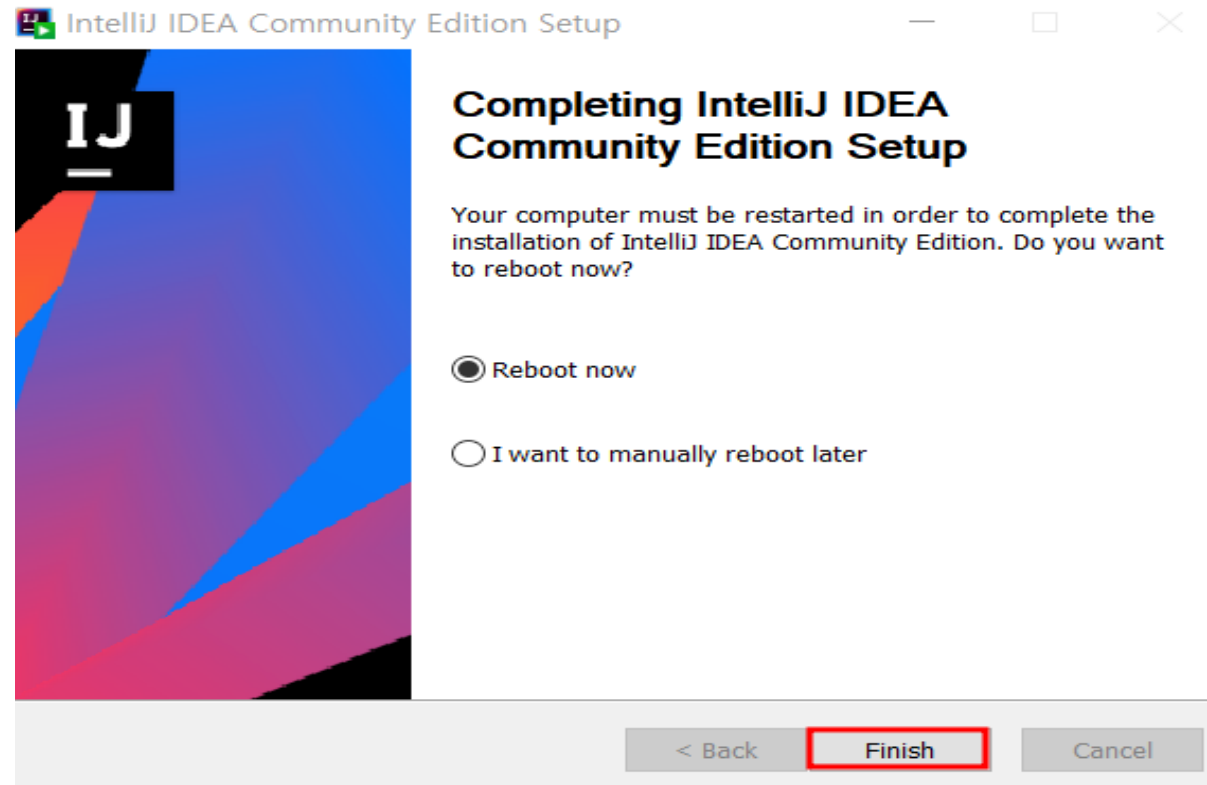 IntelliJ IDEA Community Edition Setup
IJ
Completing IntelliJ IDEA
Community Edition Setup
Your computer must be restarted in order to complete the
installation of IntelliJ IDEA Community Edition. Do you want
to reboot now?
Reboot now
I want to manually reboot later
< Back
Finish
Cancel